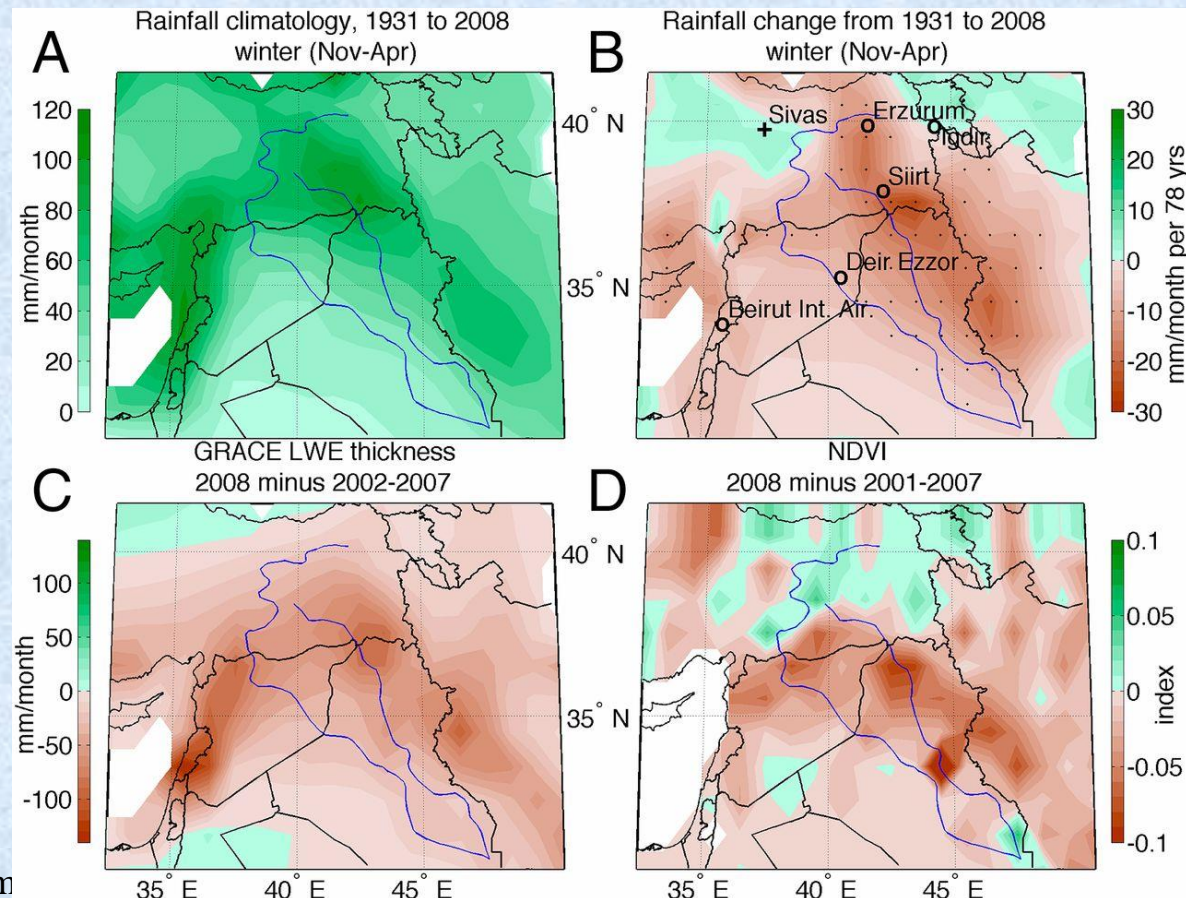 A
Rainfall climatology, 1931 to 2008
winter (Nov-Apr)
120
100
80
60
40
20
0
mm/month
40° N
35° N
B
Rainfall change from 1931 to 2008
winter (Nov-Apr)
Sivas
Erzurum
Igdir
Siirt
Deir Ezzor
Beirut Int. Air.
30
20
10
0
-10
-20
-30
mm/month per 78 yrs
C
GRACE LWE thickness
2008 minus 2002-2007
100
50
0
-50
-100
mm/month
40° N
35° N
35° E
40° E
45° E
D
NDVI
2008 minus 2001-2007
0.1
0.05
0
-0.05
-0.1
index
35° E
40° E
45° E